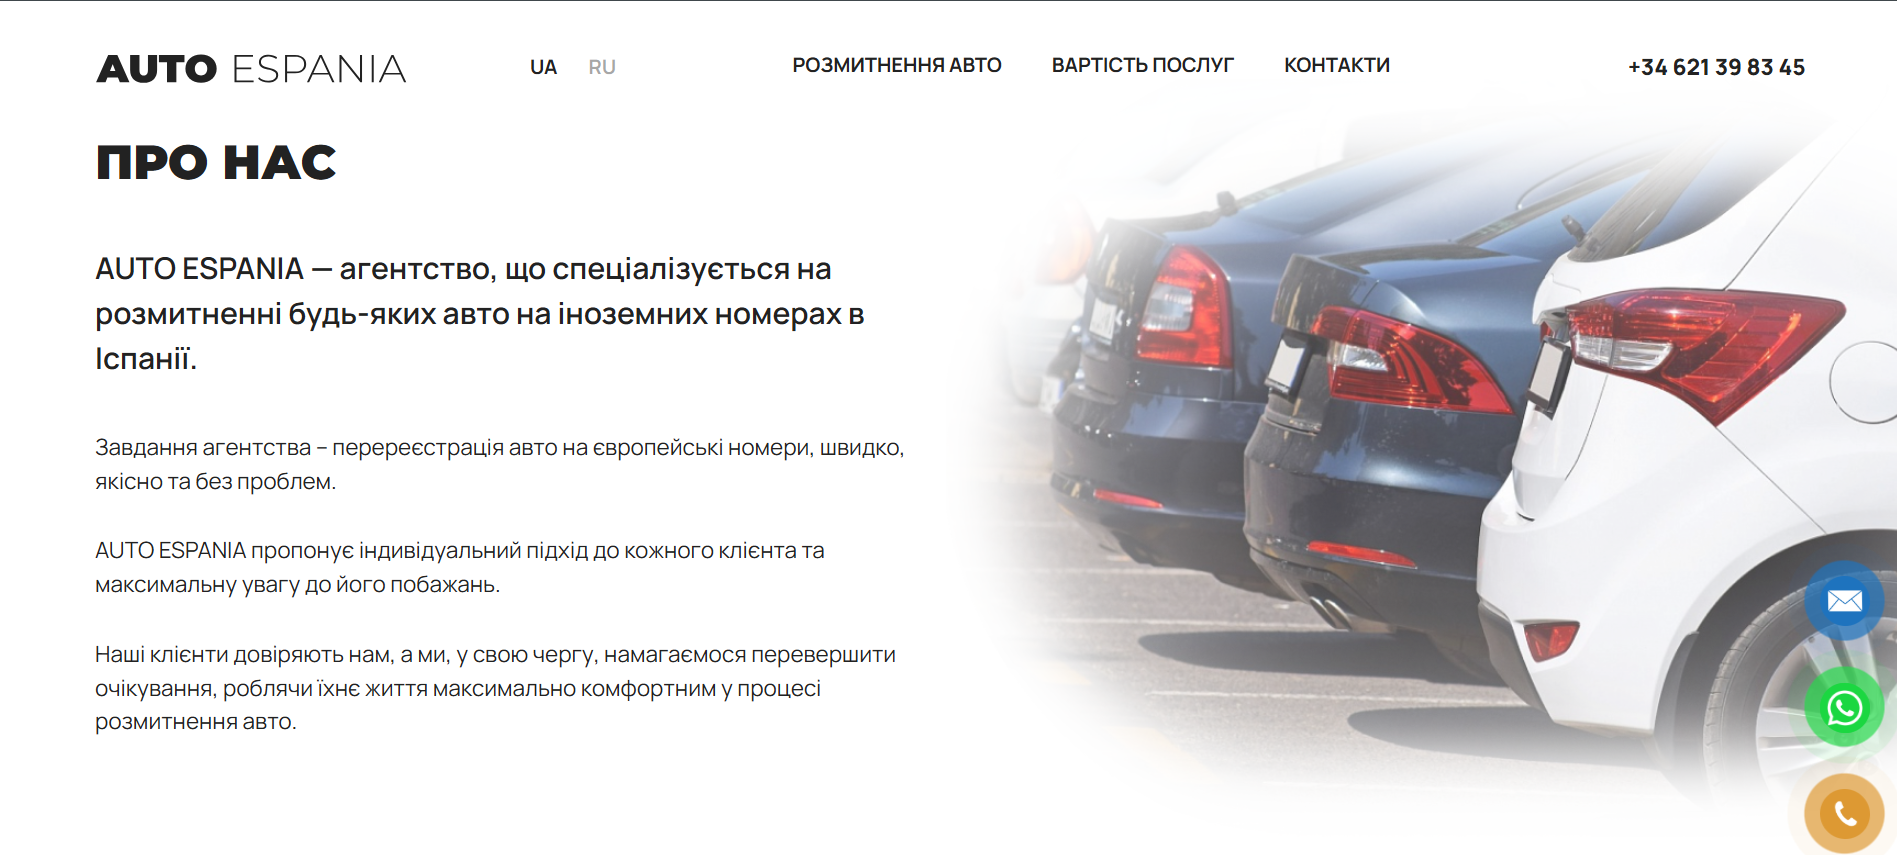 AUTO ESPANIA
UA RU
РОЗМИТНЕННЯ АВТО ВАРТІСТЬ ПОСЛУГ КОНТАКТИ
+34 621 39 83 45
ПРО НАС
AUTO ESPANIA — агентство, що спеціалізується на
розмитненні будь-яких авто на іноземних номерах в
Іспанії.
Завдання агентства – перереєстрація авто на європейські номери, швидко,
якісно та без проблем.
AUTO ESPANIA пропонує індивідуальний підхід до кожного клієнта та
максимальну увагу до його побажань.
Наші клієнти довіряють нам, а ми, у свою чергу, намагаємося перевершити
очікування, роблячи їхнє життя максимально комфортним у процесі
розмитнення авто.